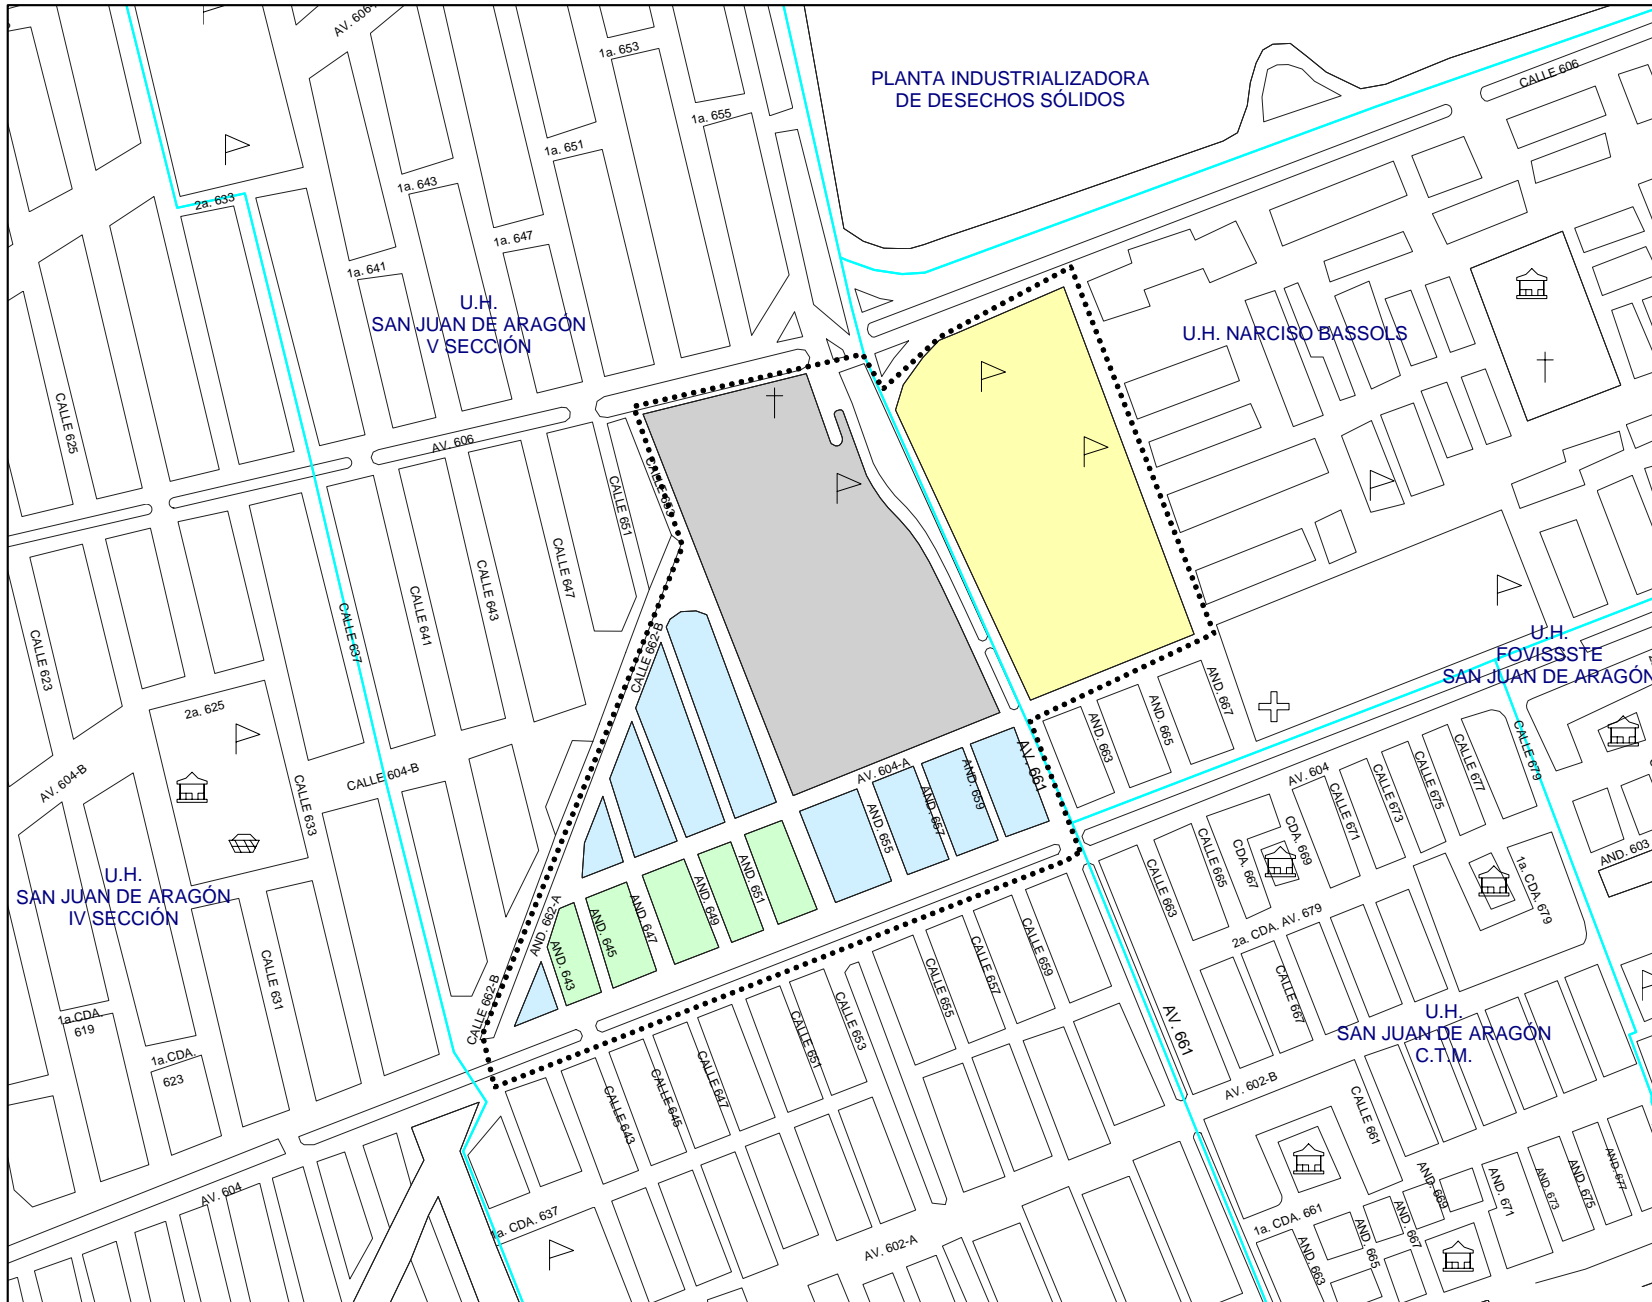 AV. 606
1a. 653
PLANTA INDUSTRIALIZADORA
DE DESECHOS SÓLIDOS
CALLE 606
1a. 655
1a. 651
1a. 643
2a. 633
1a. 647
1a. 641
U.H.
SAN JUAN DE ARAGÓN
V SECCIÓN
U.H. NARCISO BASSOLS
CALLE 625
AV. 606
CALLE 651
CALLE 653
CALLE 647
CALLE 643
CALLE 641
CALLE 637
CALLE 623
CALLE 662-B
U.H.
FOVISSSTE
SAN JUAN DE ARAGÓN
2a. 625
AND. 667
AND. 665
AND. 663
CALLE 679
AV. 604-B
CALLE 604-B
CALLE 633
AV. 604-A
AV. 661
AND. 659
AND. 657
AND. 655
AV. 604
CALLE 677
CALLE 675
CALLE 673
CALLE 671
CDA. 669
CDA. 667
CALLE 665
CALLE 663
AND. 603
1a. CDA. 679
2a. CDA. AV. 679
U.H.
SAN JUAN DE ARAGÓN
IV SECCIÓN
AND. 662-A
AND. 651
AND. 649
AND. 647
AND. 645
AND. 643
CALLE 631
CALLE 662-B
1a.CDA.
619
1a.CDA.
623
CALLE 659
CALLE 657
CALLE 655
CALLE 653
CALLE 651
CALLE 647
CALLE 645
CALLE 643
CALLE 667
AV. 661
U.H.
SAN JUAN DE ARAGÓN
C.T.M.
AV. 602-B
CALLE 661
AV. 604
1a. CDA. 637
AV. 602-A
1a. CDA. 661
AND. 663
AND. 665
AND. 667
AND. 669
AND. 671
AND. 673
AND. 675
AND. 677